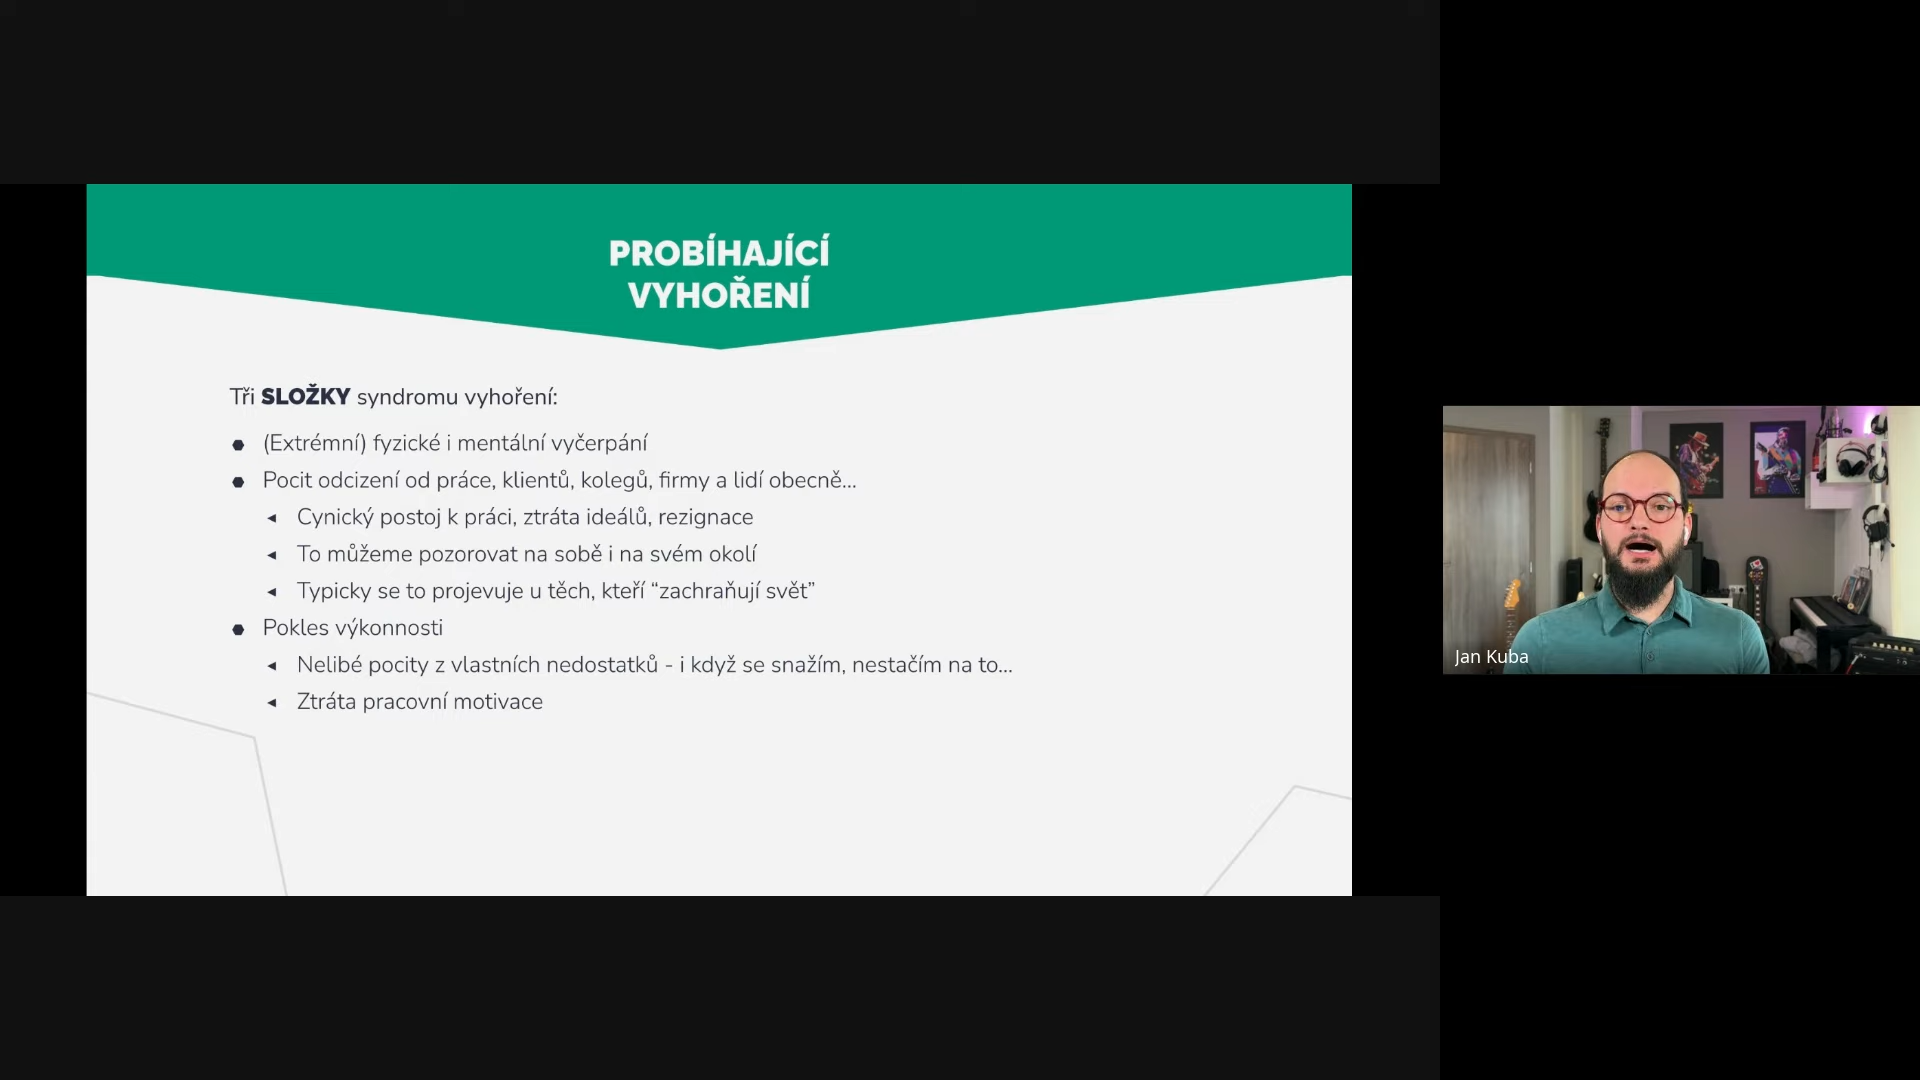 PROBÍHAJÍCÍ
VYHOŘENÍ
Tři SLOŽKY syndromu vyhoření:
(Extrémní) fyzické i mentální vyčerpání
Pocit odcizení od práce, klientů, kolegů, firmy a lidí obecně...
Cynický postoj k práci, ztráta ideálů, rezignace
To můžeme pozorovat na sobě i na svém okolí
Typicky se to projevuje u těch, kteří “zachraňují svět”
Pokles výkonnosti
Nelibé pocity z vlastních nedostatků - i když se snažím, nestačím na to...
Ztráta pracovní motivace
Jan Kuba